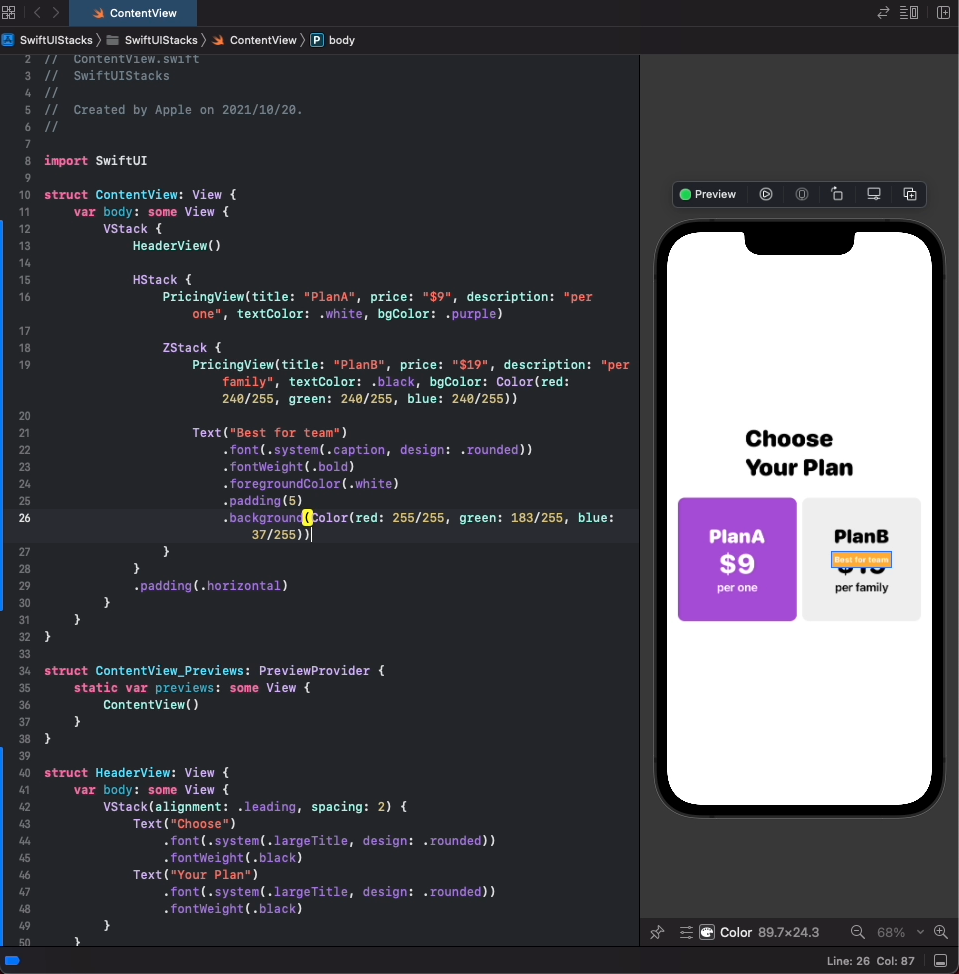 ContentView
SwiftUIStacks
SwiftUIStacks
ContentView
P
body
2 //  ContentView.swift
3 //  SwiftUIStacks
4 //
5 //  Created by Apple on 2021/10/20.
6 //
7
8 import SwiftUI
9
10 struct ContentView: View {
11     var body: some View {
12         VStack {
13             HeaderView()
14
15             HStack {
16                 PricingView(title: "PlanA", price: "$9", description: "per
one", textColor: .white, bgColor: .purple)
17
18                 ZStack {
19                     PricingView(title: "PlanB", price: "$19", description: "per
family", textColor: .black, bgColor: Color(red:
240/255, green: 240/255, blue: 240/255))
20
21                     Text("Best for team")
22                         .font(.system(.caption, design: .rounded))
23                         .fontWeight(.bold)
24                         .foregroundColor(.white)
25                         .padding(5)
26                         .background(Color(red: 255/255, green: 183/255, blue:
37/255))
27                 }
28             }
29             .padding(.horizontal)
30         }
31     }
32 }
33
34 struct ContentView_Previews: PreviewProvider {
35     static var previews: some View {
36         ContentView()
37     }
38 }
39
40 struct HeaderView: View {
41     var body: some View {
42         VStack(alignment: .leading, spacing: 2) {
43             Text("Choose")
44                 .font(.system(.largeTitle, design: .rounded))
45                 .fontWeight(.black)
46             Text("Your Plan")
47                 .font(.system(.largeTitle, design: .rounded))
48                 .fontWeight(.black)
49         }
50     }
Preview
Choose
Your Plan
PlanA
$9
per one
PlanB
Best for team
$19
per family
Color 89.7×24.3
68%
Line: 26 Col: 87